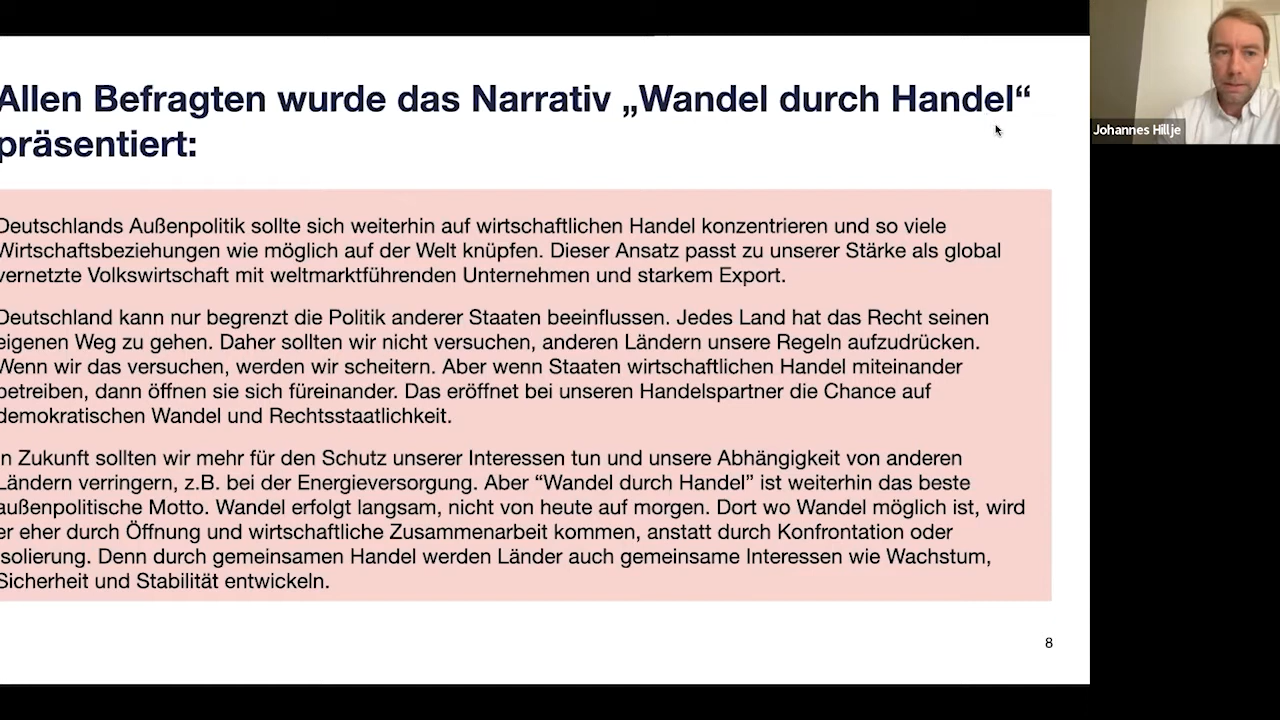 Allen Befragten wurde das Narrativ „Wandel durch Handel“
präsentiert:
Deutschlands Außenpolitik sollte sich weiterhin auf wirtschaftlichen Handel konzentrieren und so viele
Wirtschaftsbeziehungen wie möglich auf der Welt knüpfen. Dieser Ansatz passt zu unserer Stärke als global
vernetzte Volkswirtschaft mit weltmarktführenden Unternehmen und starkem Export.
Deutschland kann nur begrenzt die Politik anderer Staaten beeinflussen. Jedes Land hat das Recht seinen
eigenen Weg zu gehen. Daher sollten wir nicht versuchen, anderen Ländern unsere Regeln aufzudrücken.
Wenn wir das versuchen, werden wir scheitern. Aber wenn Staaten wirtschaftlichen Handel miteinander
betreiben, dann öffnen sie sich füreinander. Das eröffnet bei unseren Handelspartner die Chance auf
demokratischen Wandel und Rechtsstaatlichkeit.
In Zukunft sollten wir mehr für den Schutz unserer Interessen tun und unsere Abhängigkeit von anderen
Ländern verringern, z.B. bei der Energieversorgung. Aber “Wandel durch Handel” ist weiterhin das beste
außenpolitische Motto. Wandel erfolgt langsam, nicht von heute auf morgen. Dort wo Wandel möglich ist, wird
er eher durch Öffnung und wirtschaftliche Zusammenarbeit kommen, anstatt durch Konfrontation oder
Isolierung. Denn durch gemeinsamen Handel werden Länder auch gemeinsame Interessen wie Wachstum,
Sicherheit und Stabilität entwickeln.
8
Johannes Hillje